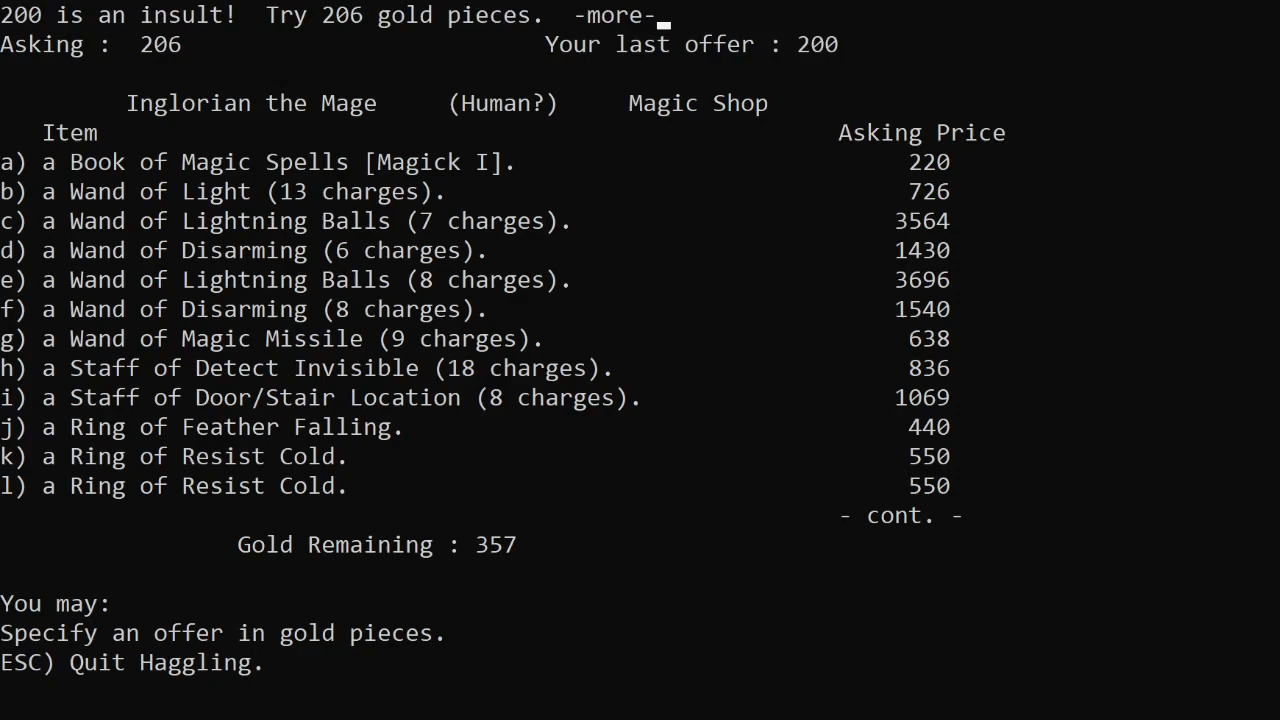 200 is an insult!  Try 206 gold pieces.  -more-
Asking :  206                          Your last offer : 200
Inglorian the Mage     (Human?)     Magic Shop
Item                                                         Asking Price
a) a Book of Magic Spells [Magick I].                            220
b) a Wand of Light (13 charges).                                 726
c) a Wand of Lightning Balls (7 charges).                       3564
d) a Wand of Disarming (6 charges).                             1430
e) a Wand of Lightning Balls (8 charges).                       3696
f) a Wand of Disarming (8 charges).                             1540
g) a Wand of Magic Missile (9 charges).                          638
h) a Staff of Detect Invisible (18 charges).                     836
i) a Staff of Door/Stair Location (8 charges).                  1069
j) a Ring of Feather Falling.                                    440
k) a Ring of Resist Cold.                                        550
l) a Ring of Resist Cold.                                        550
- cont. -
Gold Remaining : 357
You may:
Specify an offer in gold pieces.
ESC) Quit Haggling.